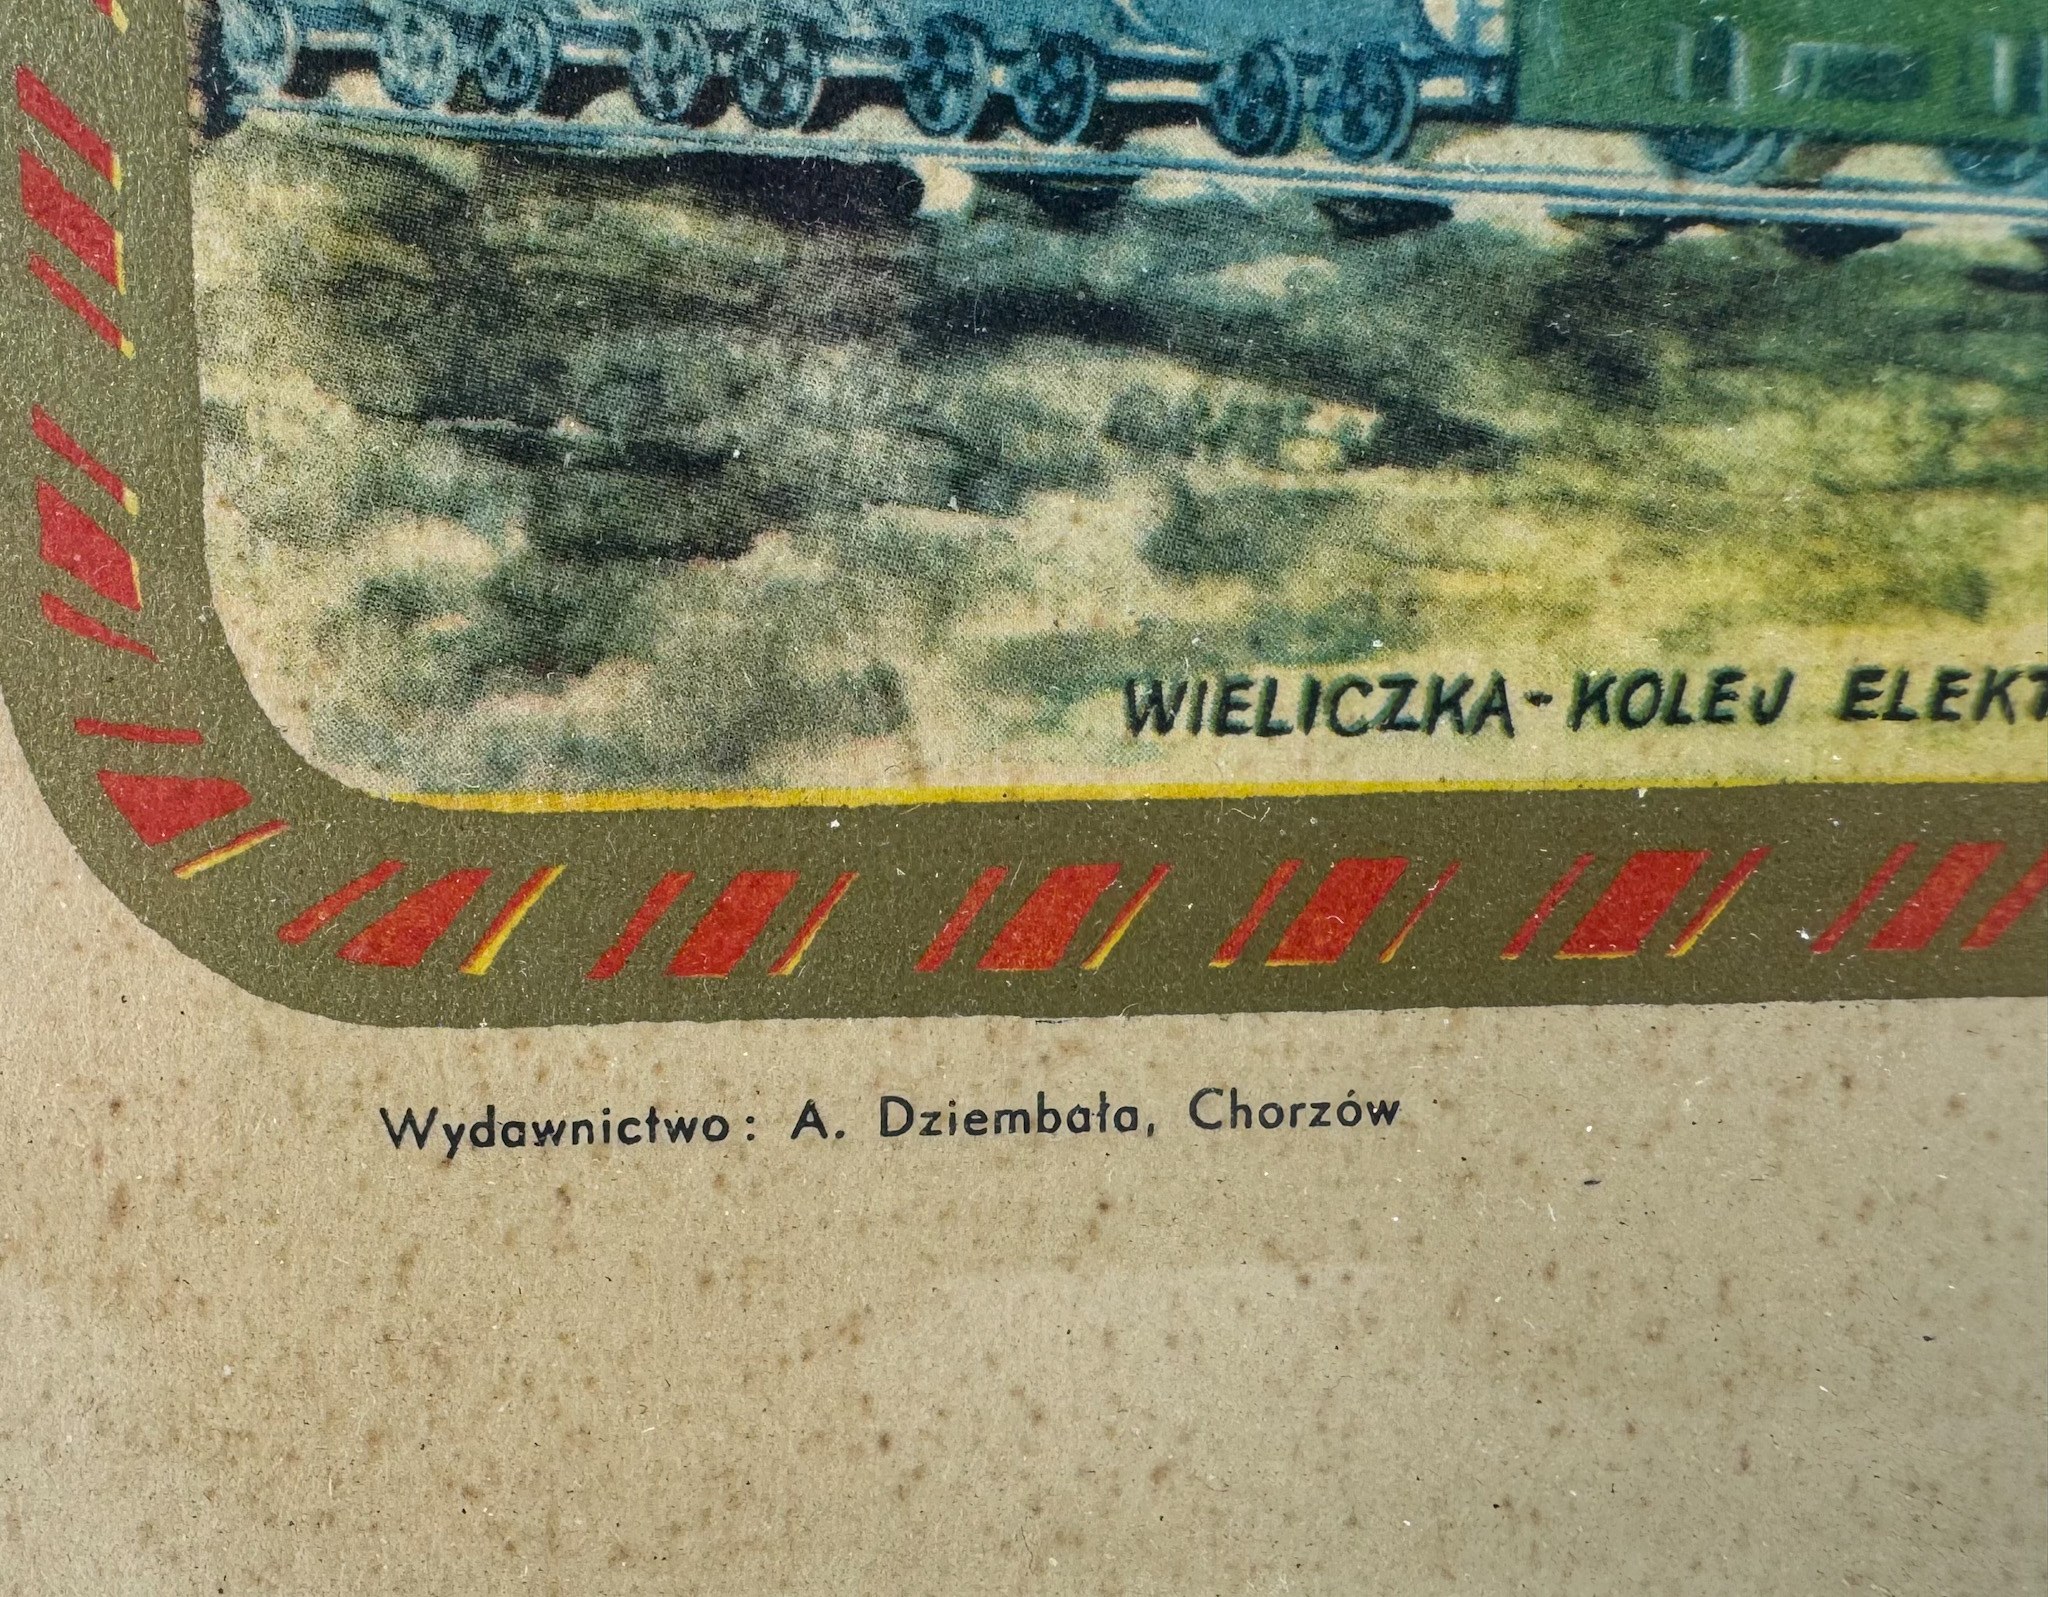 WIELICZKA-KOLEJ ELEKT
Wydawnictwo: A. Dziembała, Chorzów